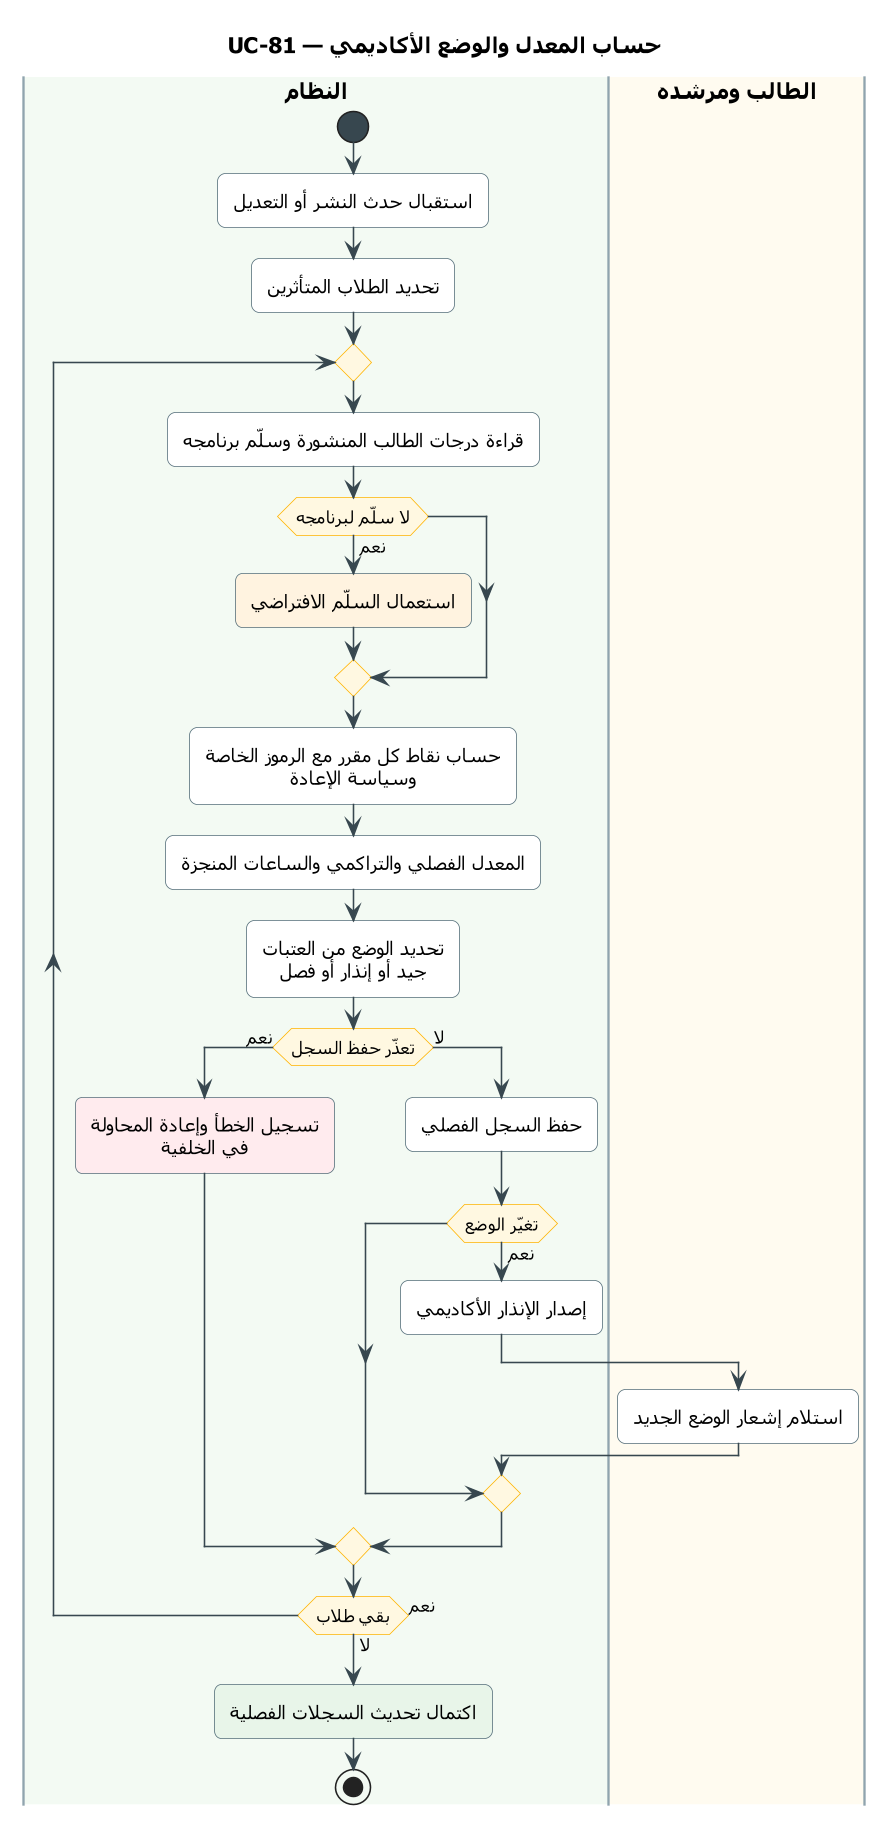 UC-81 — حساب المعدل والوضع الأكاديمي
النظام
الطالب ومرشده
استقبال حدث النشر أو التعديل
تحديد الطلاب المتأثرين
قراءة درجات الطالب المنشورة وسلّم برنامجه
لا سلّم لبرنامجه
نعم
استعمال السلّم الافتراضي
حساب نقاط كل مقرر مع الرموز الخاصة
وسياسة الإعادة
المعدل الفصلي والتراكمي والساعات المنجزة
تحديد الوضع من العتبات
جيد أو إنذار أو فصل
تعذّر حفظ السجل
نعم
لا
تسجيل الخطأ وإعادة المحاولة
في الخلفية
حفظ السجل الفصلي
تغيّر الوضع
نعم
إصدار الإنذار الأكاديمي
استلام إشعار الوضع الجديد
بقي طلاب
نعم
لا
اكتمال تحديث السجلات الفصلية